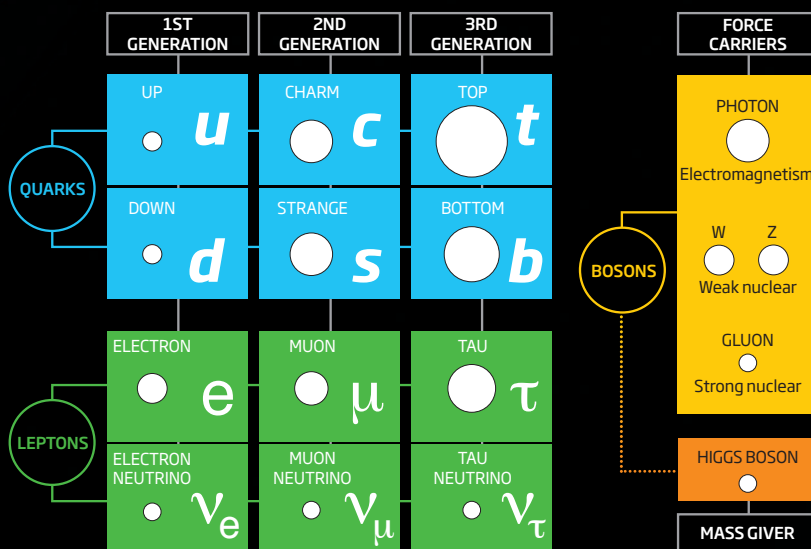 1ST
GENERATION
2ND
GENERATION
3RD
GENERATION
FORCE
CARRIERS
QUARKS
UP
u
CHARM
c
TOP
t
DOWN
d
STRANGE
s
BOTTOM
b
LEPTONS
ELECTRON
e
MUON
μ
TAU
τ
ELECTRON
NEUTRINO
νe
MUON
NEUTRINO
νμ
TAU
NEUTRINO
ντ
BOSONS
PHOTON
Electromagnetism
W Z
Weak nuclear
GLUON
Strong nuclear
HIGGS BOSON
MASS GIVER